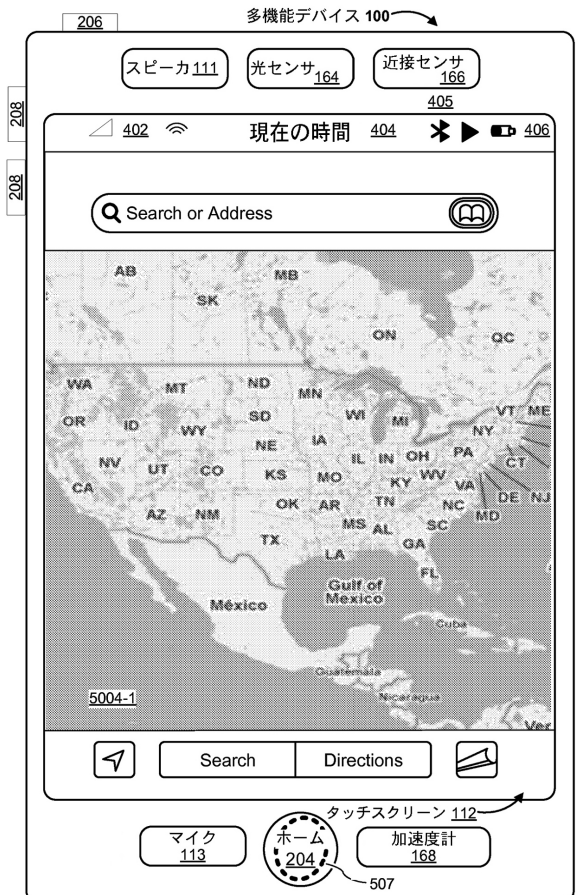 多機能デバイス 100
206
スピーカ 111
光センサ 164
近接センサ 166
208
208
405
402
現在の時間 404
406
Search or Address
AB
SK
MB
ON
QC
WA
MT
ND
MN
OR
ID
SD
WI
MI
VT ME
WY
NY
NE
IA
PA
NV
UT
CO
IL IN OH
CT
KS
MO
WV
CA
KY
VA
DE NJ
OK AR
TN
NC
AZ
NM
MD
MS AL
SC
TX
GA
LA
FL
Gulf of
Mexico
México
Cuba
Guatemala
Nicaragua
5004-1
Ver
Search
Directions
タッチスクリーン 112
マイク
113
ホーム
204
加速度計
168
507